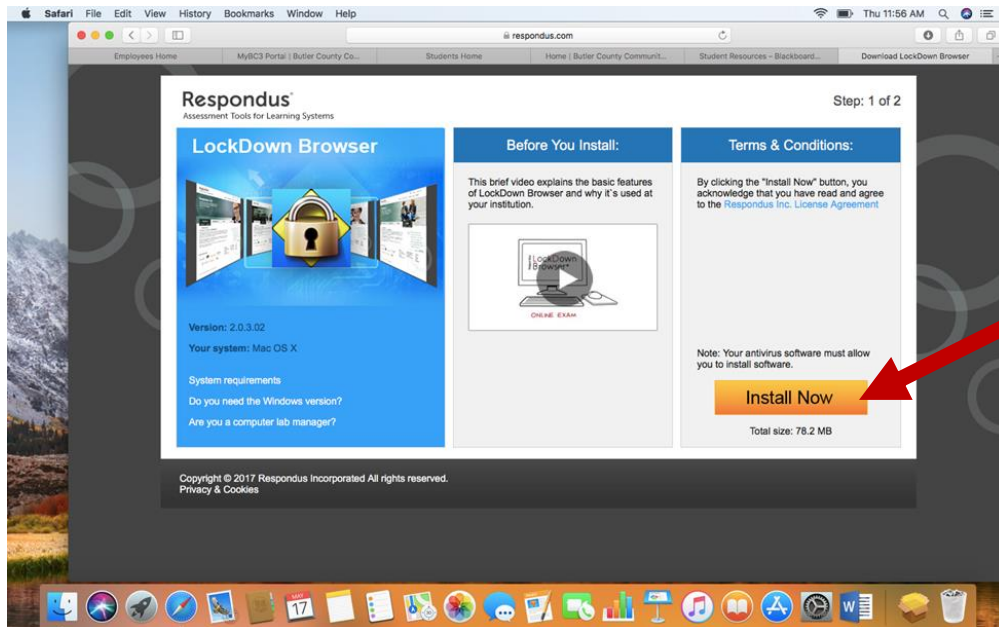 Safari File Edit View History Bookmarks Window Help
Thu 11:56 AM
respondus.com
Employees Home
MyBC3 Portal | Butler County Co...
Students Home
Home | Butler County Communit...
Student Resources - Blackboard...
Download LockDown Browser
Respondus
Assessment Tools for Learning Systems
Step: 1 of 2
LockDown Browser
Version: 2.0.3.02
Your system: Mac OS X
System requirements
Do you need the Windows version?
Are you a computer lab manager?
Before You Install:
This brief video explains the basic features
of LockDown Browser and why it`s used at
your institution.
LockDown
Browser
ONLINE EXAM
Terms & Conditions:
By clicking the "Install Now" button, you
acknowledge that you have read and agree
to the Respondus Inc. License Agreement
Note: Your antivirus software must allow
you to install software.
Install Now
Total size: 78.2 MB
Copyright © 2017 Respondus Incorporated All rights reserved.
Privacy & Cookies
MAY
17
W